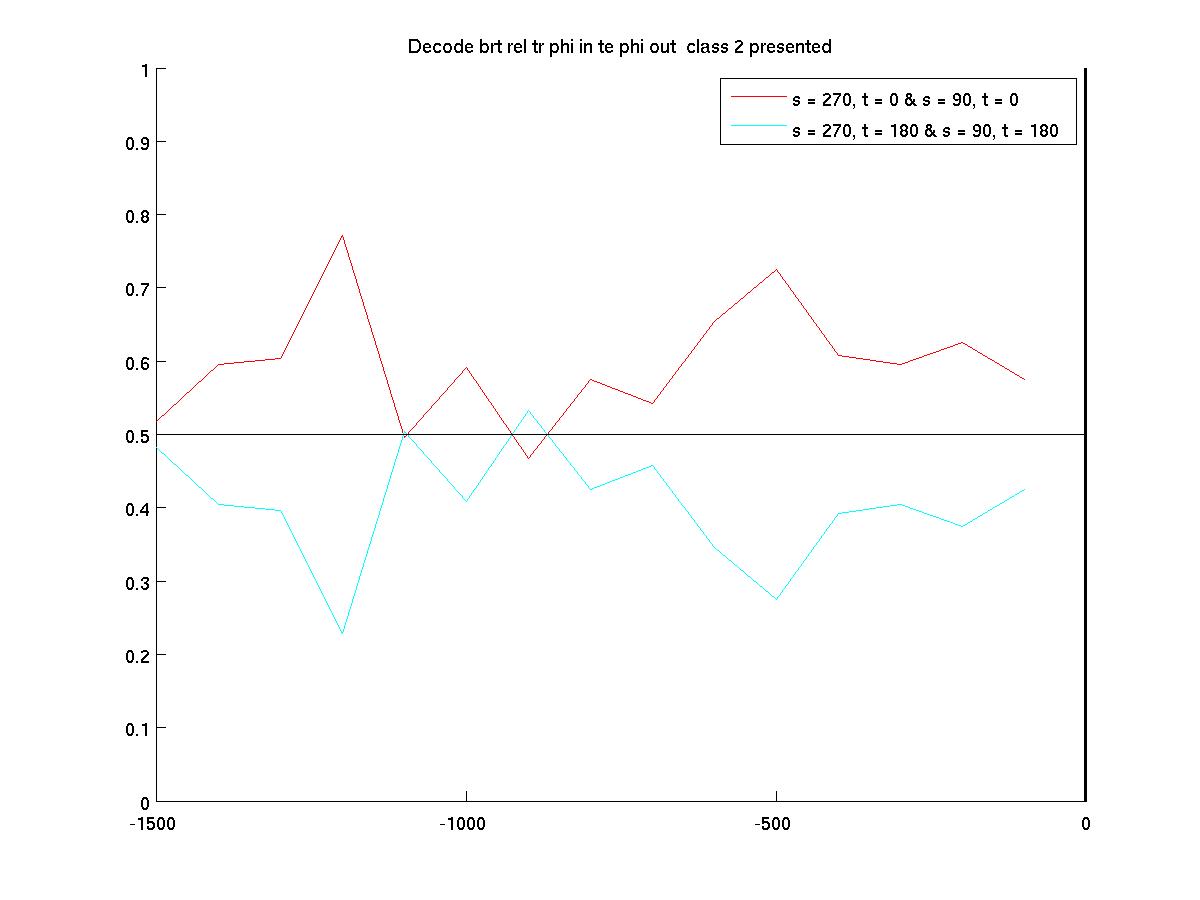 Decode brt rel tr phi in te phi out  class 2 presented
1
s = 270, t = 0 & s = 90, t = 0
s = 270, t = 180 & s = 90, t = 180
0.9
0.8
0.7
0.6
0.5
0.4
0.3
0.2
0.1
0
-1500 -1000 -500 0